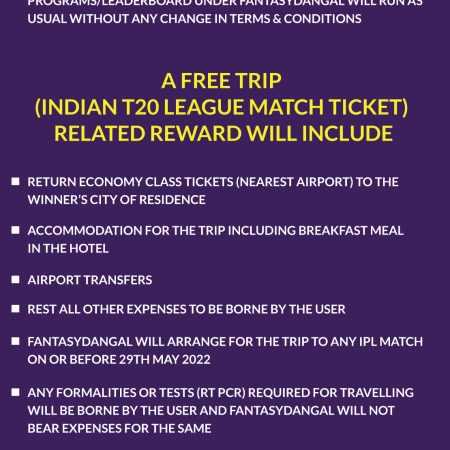 PROGRAMS/LEADERBOARD UNDER FANTASYDANGAL WILL RUN AS
USUAL WITHOUT ANY CHANGE IN TERMS & CONDITIONS
A FREE TRIP
(INDIAN T20 LEAGUE MATCH TICKET)
RELATED REWARD WILL INCLUDE
RETURN ECONOMY CLASS TICKETS (NEAREST AIRPORT) TO THE
WINNER'S CITY OF RESIDENCE
ACCOMMODATION FOR THE TRIP INCLUDING BREAKFAST MEAL
IN THE HOTEL
AIRPORT TRANSFERS
REST ALL OTHER EXPENSES TO BE BORNE BY THE USER
FANTASYDANGAL WILL ARRANGE FOR THE TRIP TO ANY IPL MATCH
ON OR BEFORE 29TH MAY 2022
ANY FORMALITIES OR TESTS (RT PCR) REQUIRED FOR TRAVELLING
WILL BE BORNE BY THE USER AND FANTASYDANGAL WILL NOT
BEAR EXPENSES FOR THE SAME